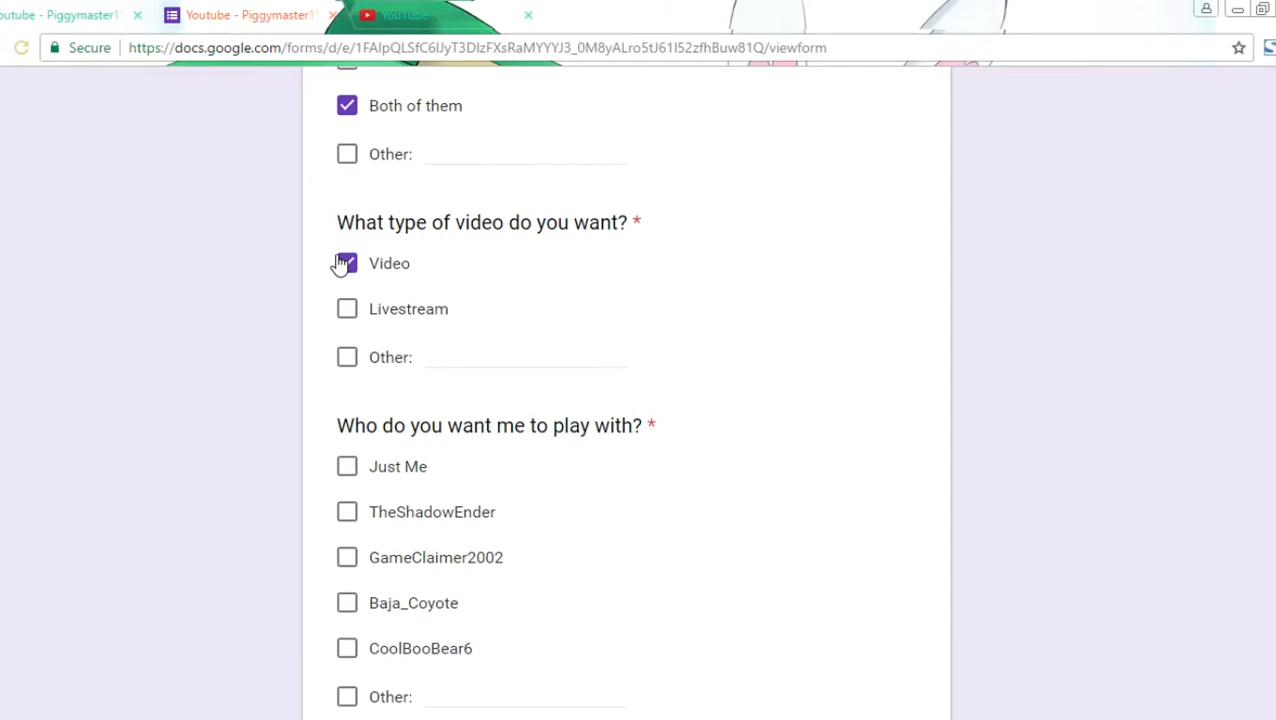 outube - Piggymaster1 Youtube - Piggymaster1 YouTube
Secure https://docs.google.com/forms/d/e/1FAIpQLSfC6lJyT3DIzFXsRaMYYYJ3_0M8yALro5tJ61I52zfhBuw81Q/viewform
Both of them
Other:
What type of video do you want? *
Video
Livestream
Other:
Who do you want me to play with? *
Just Me
TheShadowEnder
GameClaimer2002
Baja_Coyote
CoolBooBear6
Other: